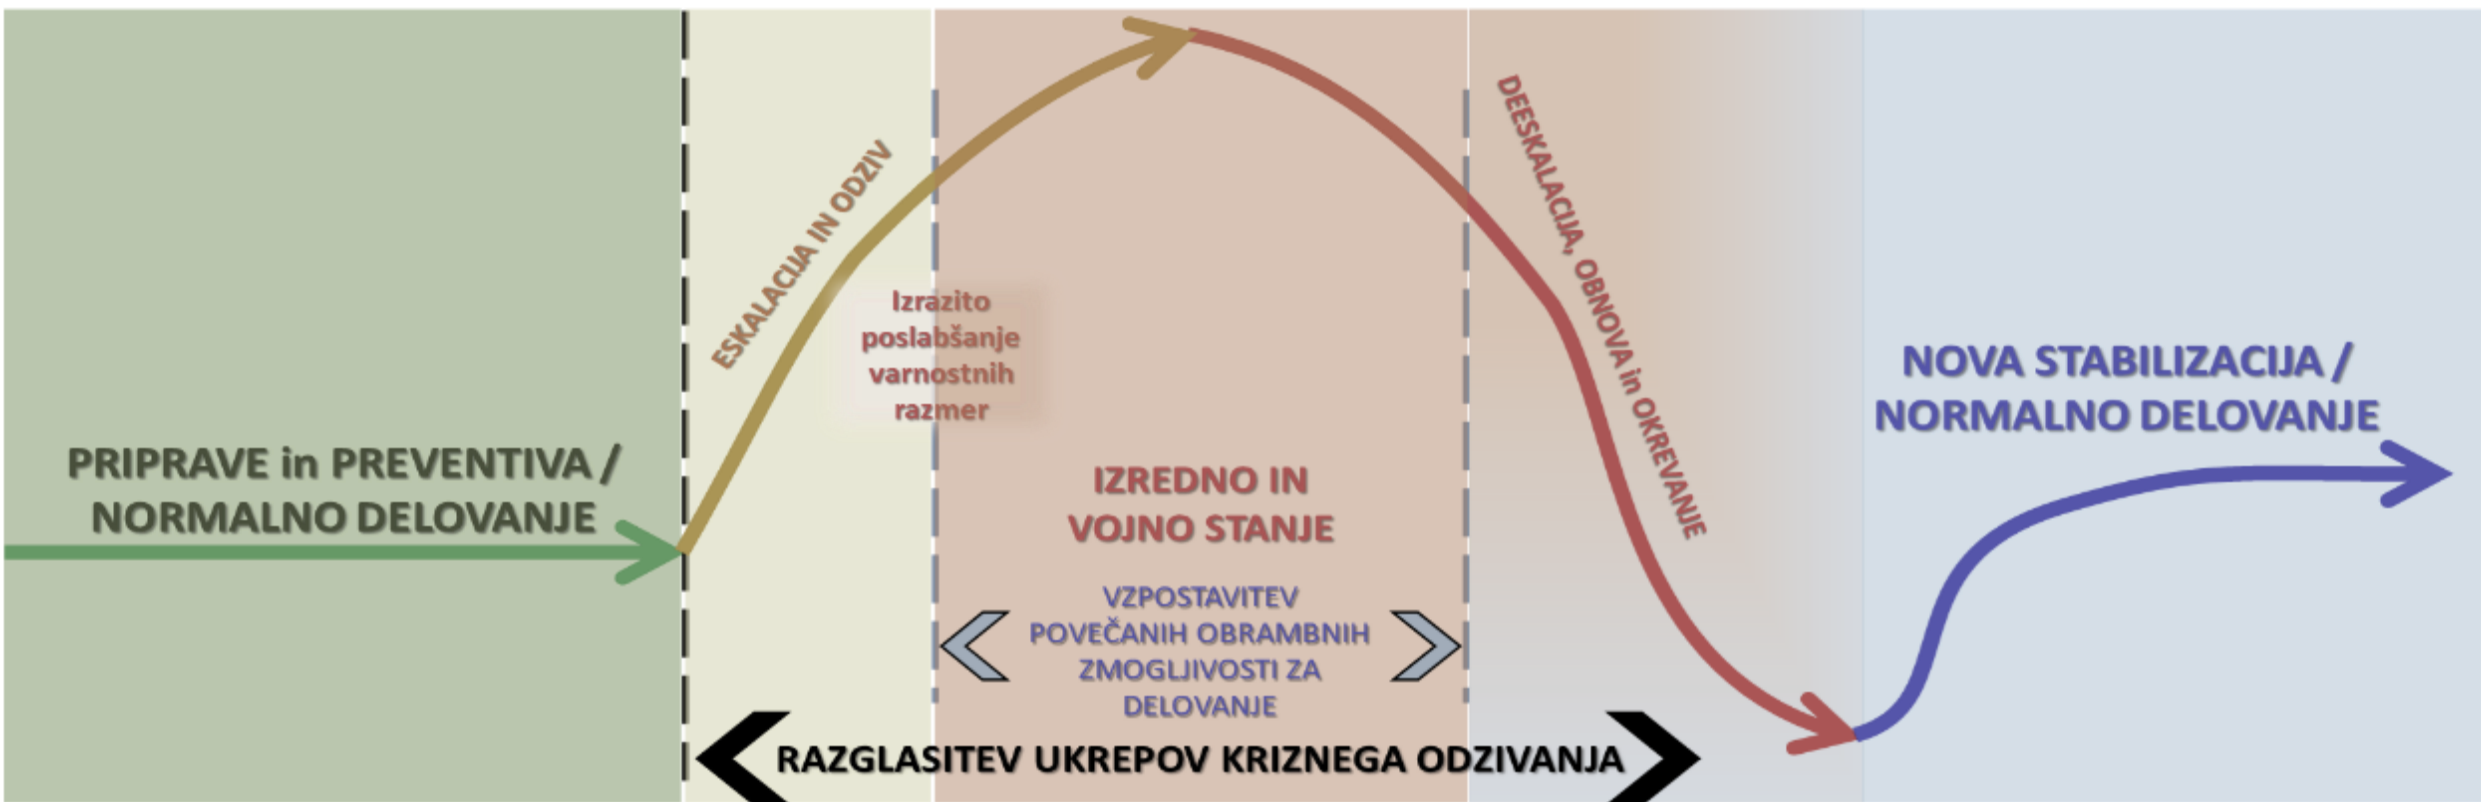 PRIPRAVE in PREVENTIVA /
NORMALNO DELOVANJE
ESKALACIJA IN ODZIV
Izrazito
poslabšanje
varnostnih
razmer
IZREDNO IN
VOJNO STANJE
VZPOSTAVITEV
POVEČANIH OBRAMBNIH
ZMOGLJIVOSTI ZA
DELOVANJE
RAZGLASITEV UKREPOV KRIZNEGA ODZIVANJA
DEESKALACIJA, OBNOVA in OKREVANJE
NOVA STABILIZACIJA /
NORMALNO DELOVANJE